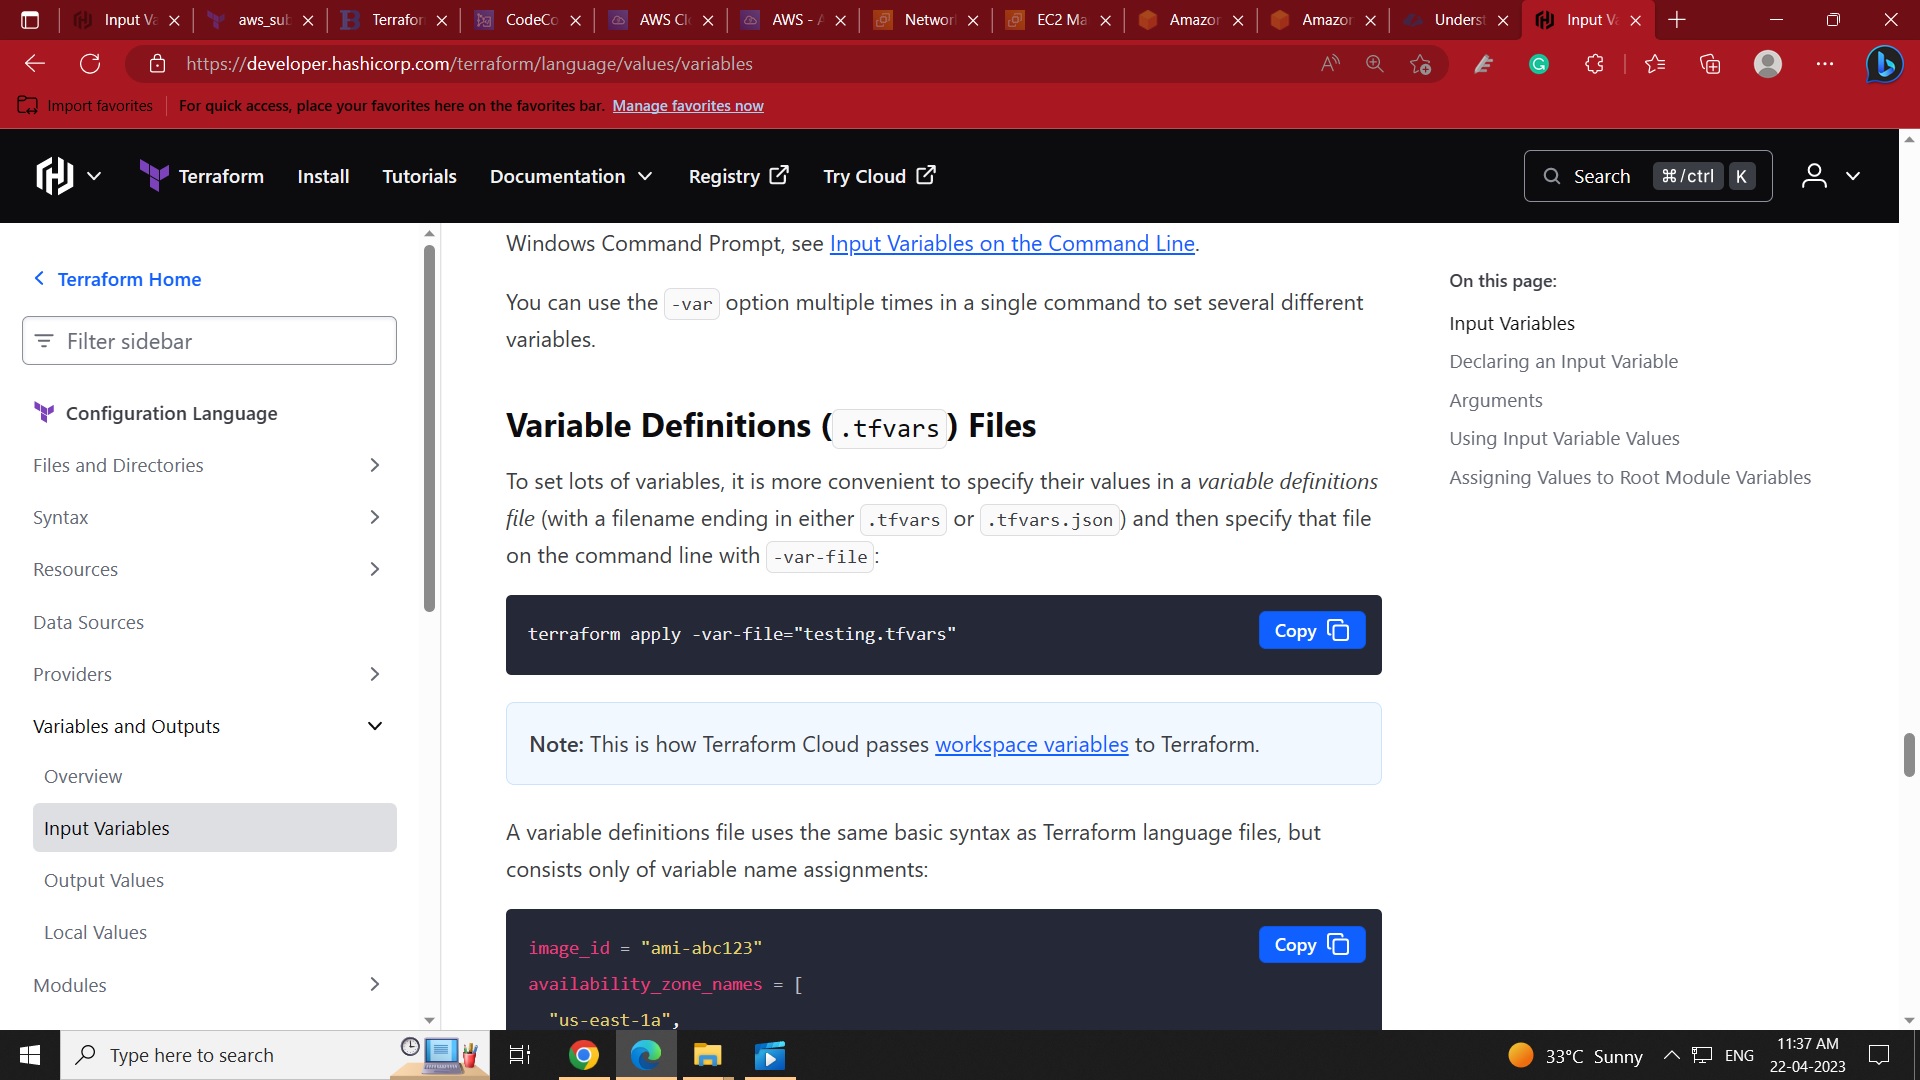 Input Va
aws_sub
Terrafor
CodeCo
AWS Cl
AWS - A
Networ
EC2 Ma
Amazor
Amazor
Underst
Input Va
https://developer.hashicorp.com/terraform/language/values/variables
Import favorites
For quick access, place your favorites here on the favorites bar. Manage favorites now
Terraform
Install
Tutorials
Documentation
Registry
Try Cloud
Search
⌘/ctrl
K
Terraform Home
Filter sidebar
Configuration Language
Files and Directories
Syntax
Resources
Data Sources
Providers
Variables and Outputs
Overview
Input Variables
Output Values
Local Values
Modules
Windows Command Prompt, see Input Variables on the Command Line.
You can use the -var option multiple times in a single command to set several different
variables.
Variable Definitions (.tfvars) Files
To set lots of variables, it is more convenient to specify their values in a variable definitions
file (with a filename ending in either .tfvars or .tfvars.json) and then specify that file
on the command line with -var-file:
terraform apply -var-file="testing.tfvars"
Copy
Note: This is how Terraform Cloud passes workspace variables to Terraform.
A variable definitions file uses the same basic syntax as Terraform language files, but
consists only of variable name assignments:
image_id = "ami-abc123"
Copy
availability_zone_names = [
"us-east-1a",
On this page:
Input Variables
Declaring an Input Variable
Arguments
Using Input Variable Values
Assigning Values to Root Module Variables
Type here to search
33°C Sunny
ENG
11:37 AM
22-04-2023